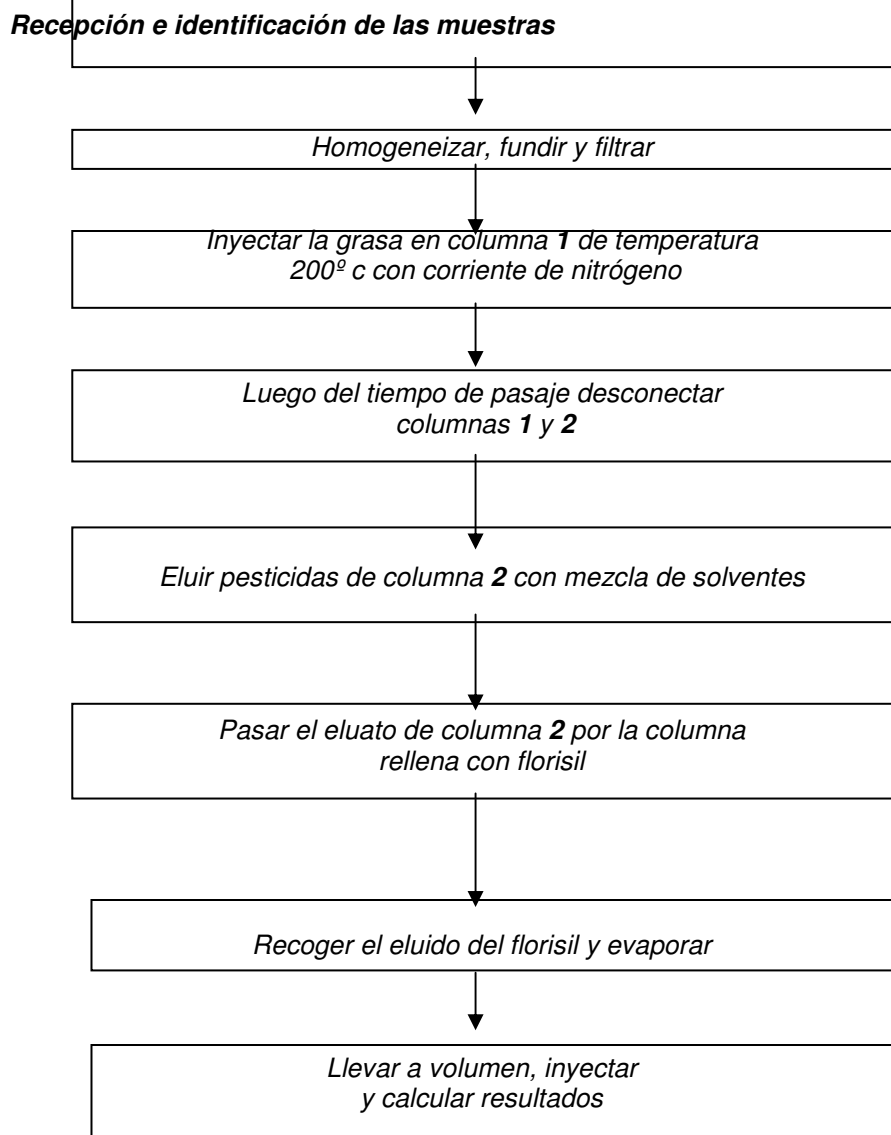 Recepción e identificación de las muestras
Homogeneizar, fundir y filtrar
Inyectar la grasa en columna 1 de temperatura
200º c con corriente de nitrógeno
Luego del tiempo de pasaje desconectar
columnas 1 y 2
Eluir pesticidas de columna 2 con mezcla de solventes
Pasar el eluato de columna 2 por la columna
rellena con florisil
Recoger el eluido del florisil y evaporar
Llevar a volumen, inyectar
y calcular resultados